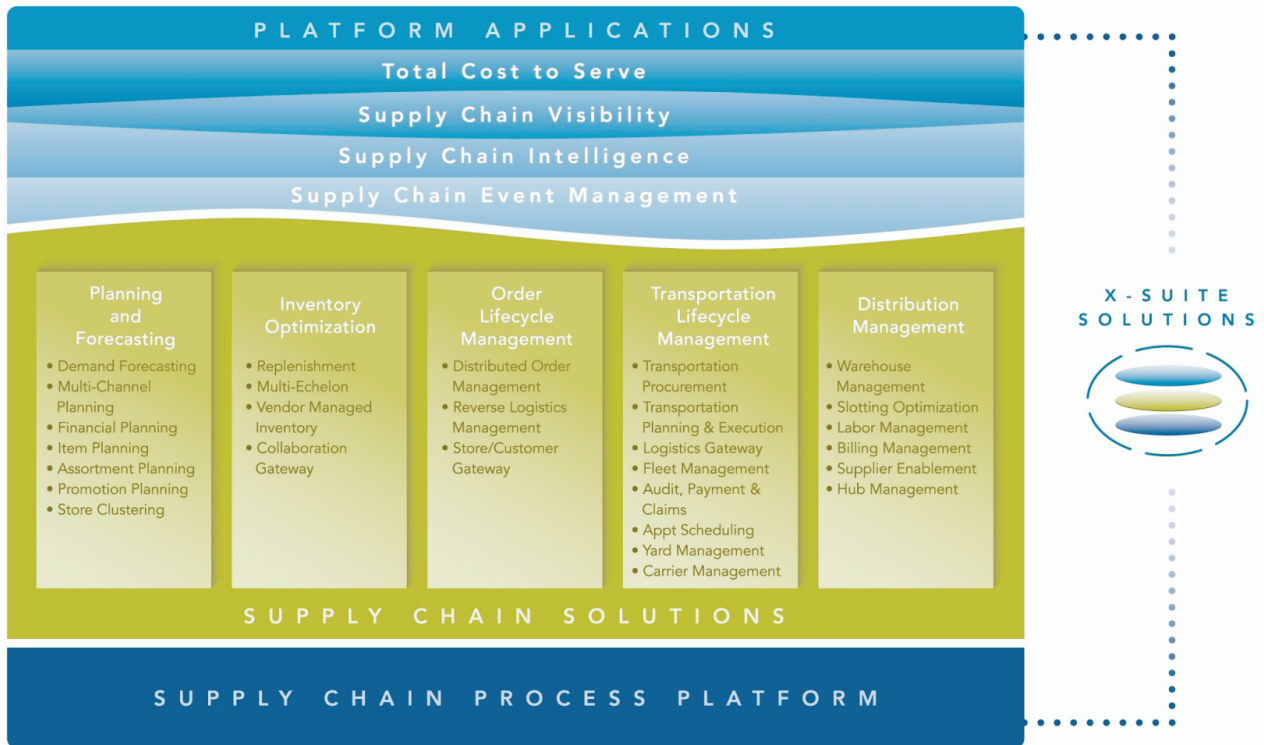 PLATFORM APPLICATIONS
Total Cost to Serve
Supply Chain Visibility
Supply Chain Intelligence
Supply Chain Event Management
Planning
and
Forecasting
• Demand Forecasting
• Multi-Channel
Planning
• Financial Planning
• Item Planning
• Assortment Planning
• Promotion Planning
• Store Clustering
Inventory
Optimization
• Replenishment
• Multi-Echelon
• Vendor Managed
Inventory
• Collaboration
Gateway
Order
Lifecycle
Management
• Distributed Order
Management
• Reverse Logistics
Management
• Store/Customer
Gateway
Transportation
Lifecycle
Management
• Transportation
Procurement
• Transportation
Planning & Execution
• Logistics Gateway
• Fleet Management
• Audit, Payment &
Claims
• Appt Scheduling
• Yard Management
• Carrier Management
Distribution
Management
• Warehouse
Management
• Slotting Optimization
• Labor Management
• Billing Management
• Supplier Enablement
• Hub Management
SUPPLY CHAIN SOLUTIONS
SUPPLY CHAIN PROCESS PLATFORM
X-SUITE
SOLUTIONS